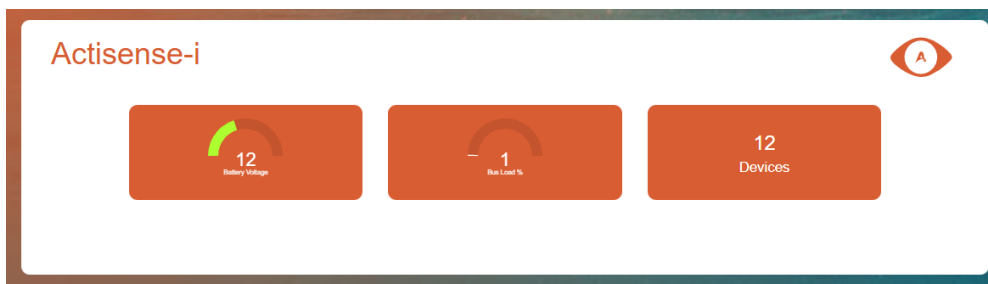 Actisense-i
A
12
Battery Voltage
1
Bus Load %
12
Devices